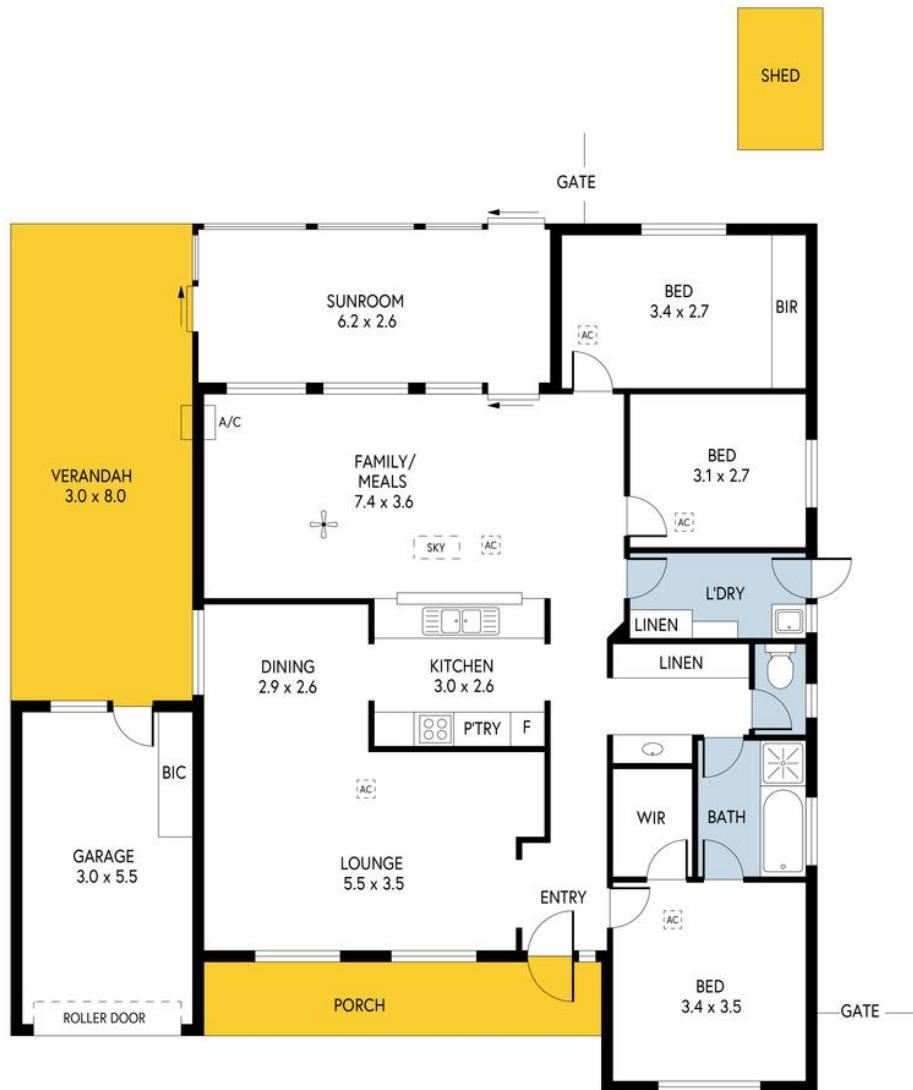 SHED
GATE
SUNROOM
6.2 x 2.6
BED
3.4 x 2.7
BIR
AC
A/C
VERANDAH
3.0 x 8.0
FAMILY/
MEALS
7.4 x 3.6
BED
3.1 x 2.7
AC
SKY
AC
L'DRY
LINEN
DINING
2.9 x 2.6
KITCHEN
3.0 x 2.6
LINEN
P'TRY
F
BIC
AC
WIR
BATH
GARAGE
3.0 x 5.5
LOUNGE
5.5 x 3.5
ENTRY
AC
BED
3.4 x 3.5
PORCH
ROLLER DOOR
GATE